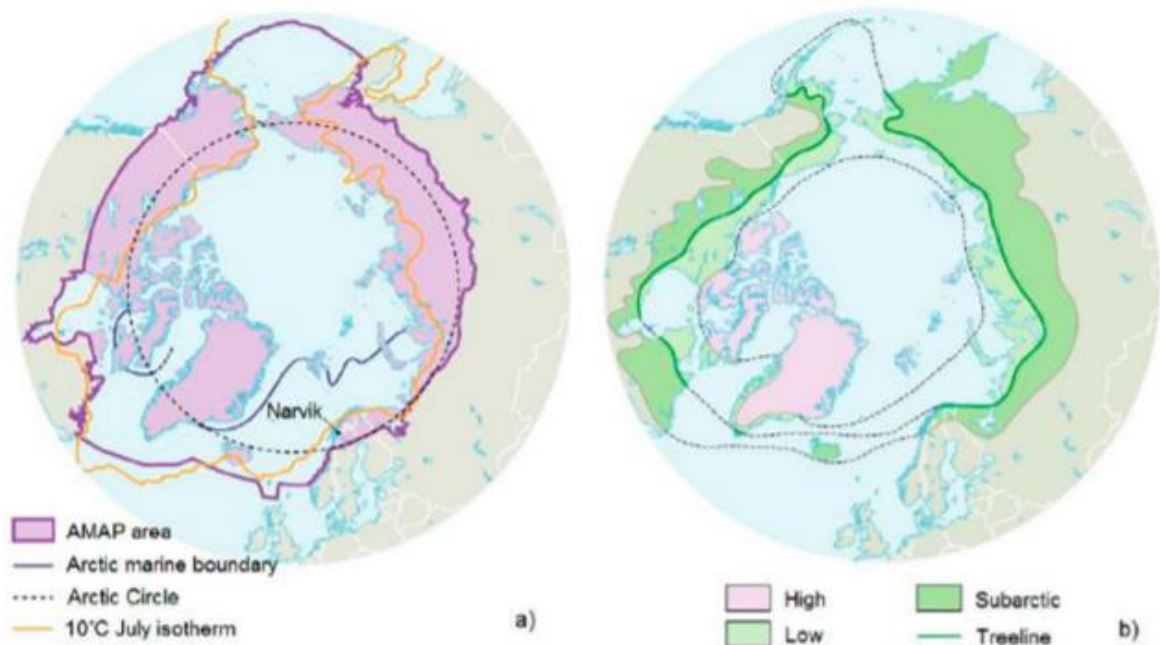 Narvik
AMAP area
Arctic marine boundary
Arctic Circle
10°C July isotherm
a)
High
Low
Subarctic
Treeline
b)